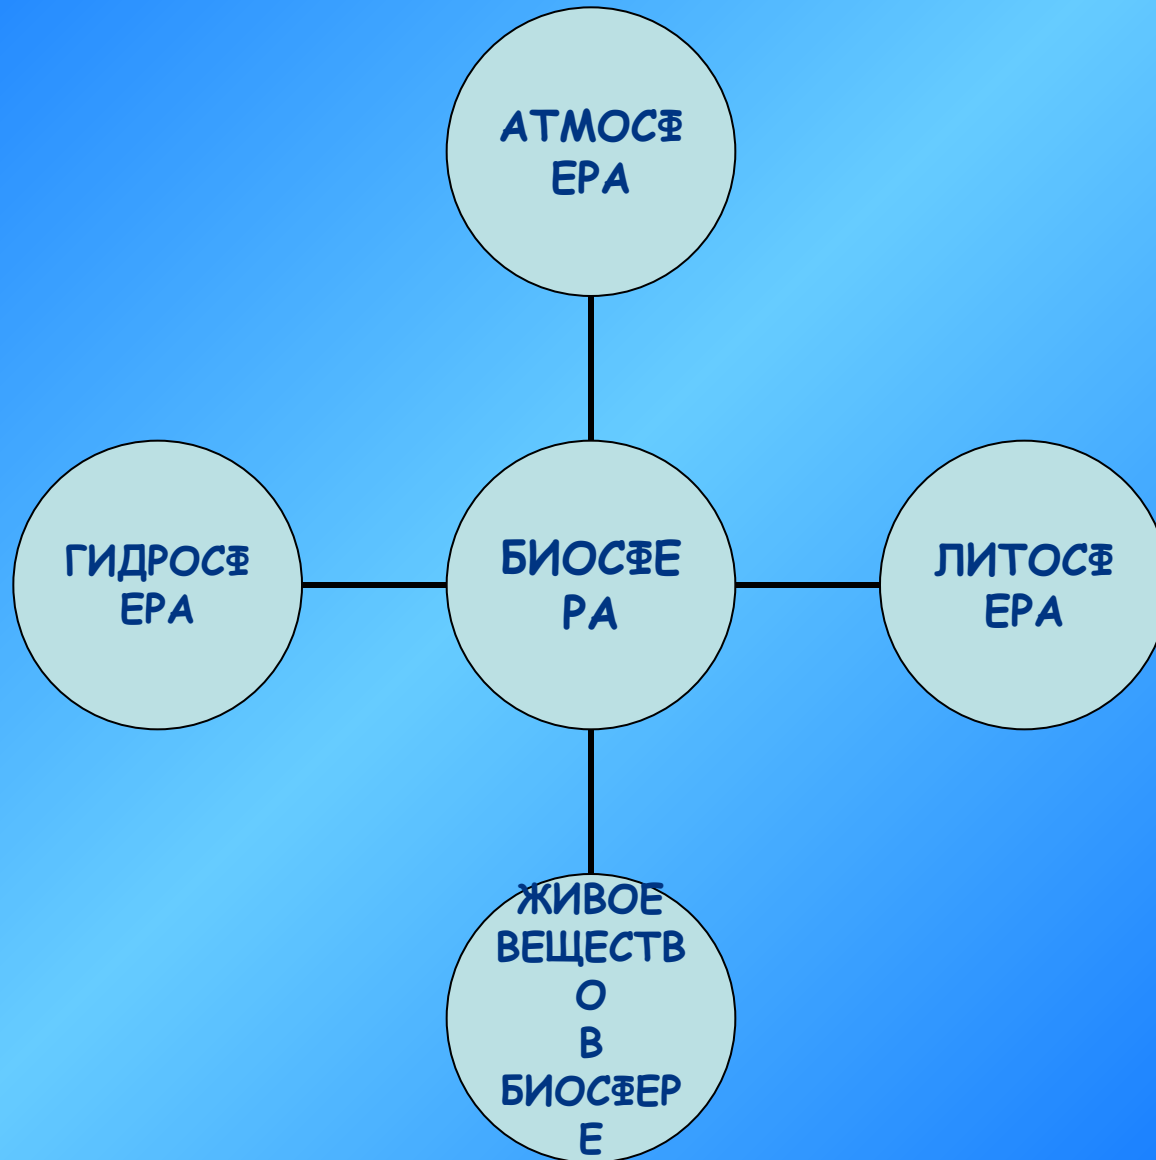 АТМОСФ
ЕРА
ГИДРОСФ
ЕРА
БИОСФЕ
РА
ЛИТОСФ
ЕРА
ЖИВОЕ
ВЕЩЕСТВ
О
В
БИОСФЕР
Е